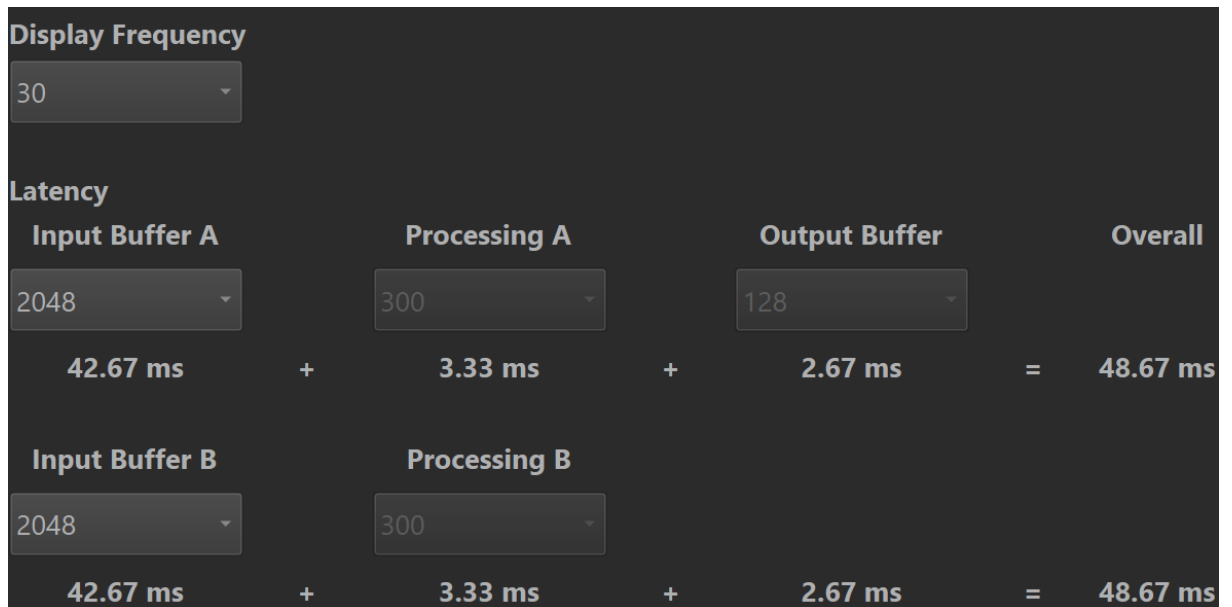 Display Frequency
30
Latency
Input Buffer A Processing A Output Buffer Overall
2048 300 128
42.67 ms + 3.33 ms + 2.67 ms = 48.67 ms
Input Buffer B Processing B
2048 300
42.67 ms + 3.33 ms + 2.67 ms = 48.67 ms